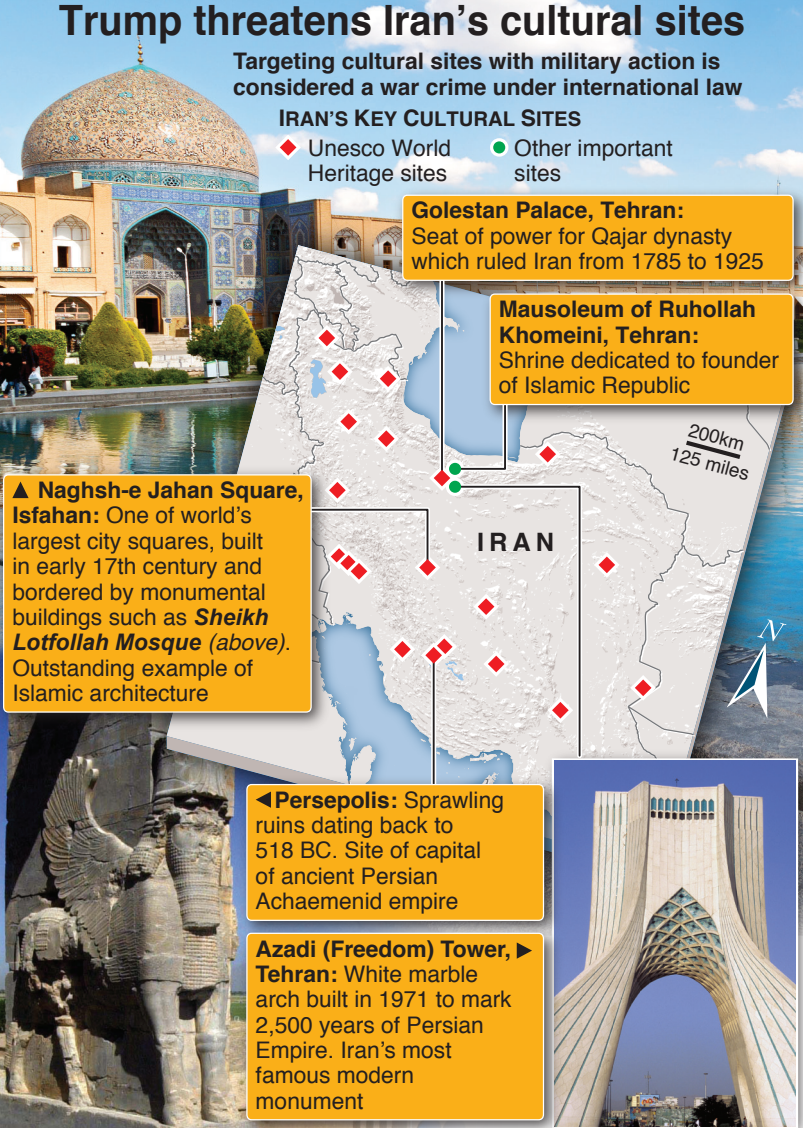 Trump threatens Iran's cultural sites
Targeting cultural sites with military action is
considered a war crime under international law
IRAN'S KEY CULTURAL SITES
Unesco World
Heritage sites
Other important
sites
Golestan Palace, Tehran:
Seat of power for Qajar dynasty
which ruled Iran from 1785 to 1925
Mausoleum of Ruhollah
Khomeini, Tehran:
Shrine dedicated to founder
of Islamic Republic
200km
125 miles
▲ Naghsh-e Jahan Square,
Isfahan: One of world's
largest city squares, built
in early 17th century and
bordered by monumental
buildings such as Sheikh
Lotfollah Mosque (above).
Outstanding example of
Islamic architecture
IRAN
N
◀Persepolis: Sprawling
ruins dating back to
518 BC. Site of capital
of ancient Persian
Achaemenid empire
Azadi (Freedom) Tower, ▶
Tehran: White marble
arch built in 1971 to mark
2,500 years of Persian
Empire. Iran's most
famous modern
monument